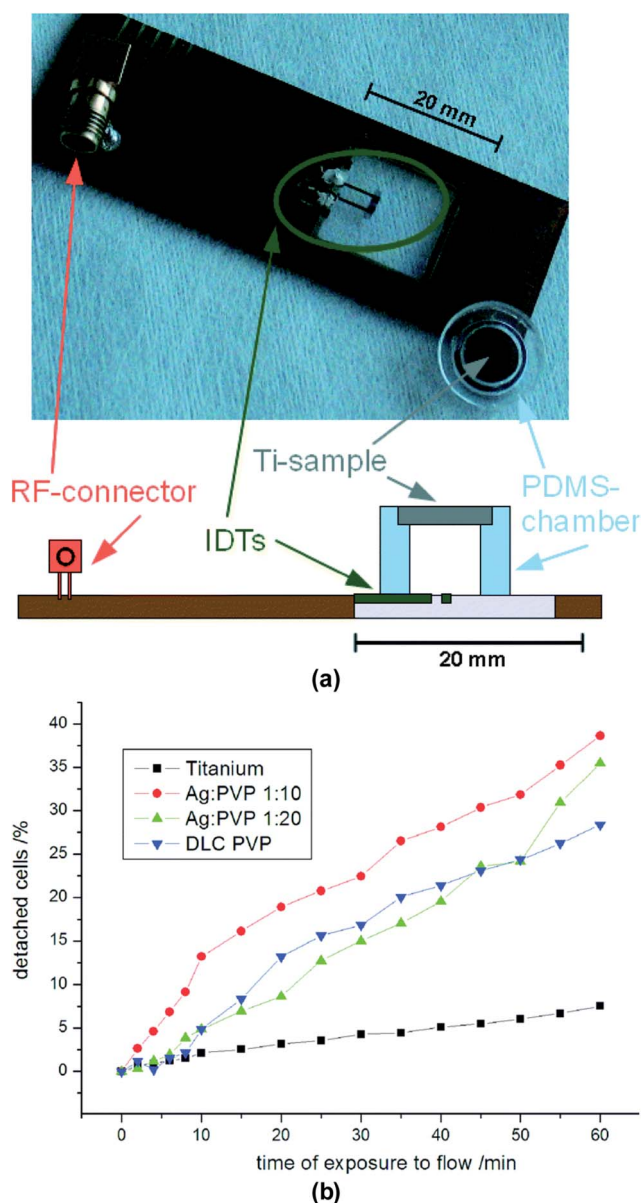 20 mm
Ti-sample
RF-connector
PDMS-
chamber
IDTs
20 mm
(a)
40
35
30
25
20
15
10
5
0
detached cells /%
Titanium
Ag:PVP 1:10
Ag:PVP 1:20
DLC PVP
0 10 20 30 40 50 60
time of exposure to flow /min
(b)